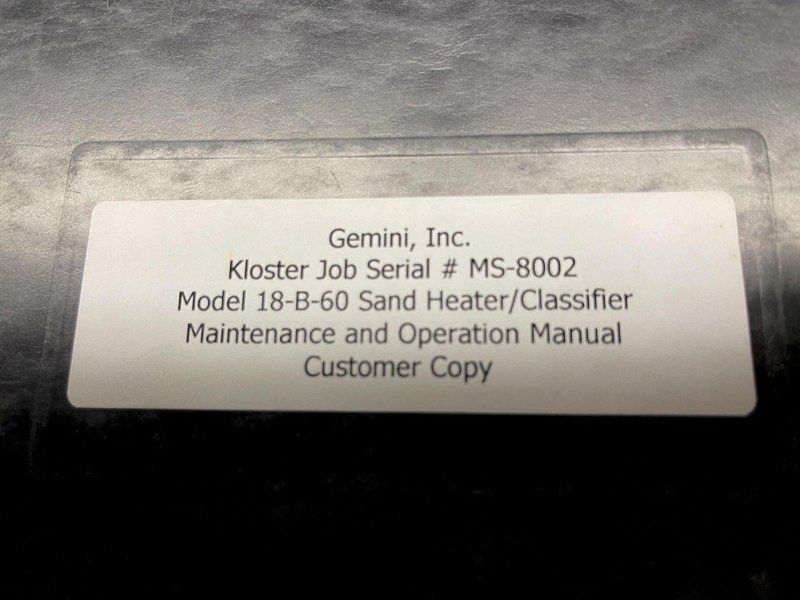 Gemini, Inc.
Kloster Job Serial # MS-8002
Model 18-B-60 Sand Heater/Classifier
Maintenance and Operation Manual
Customer Copy